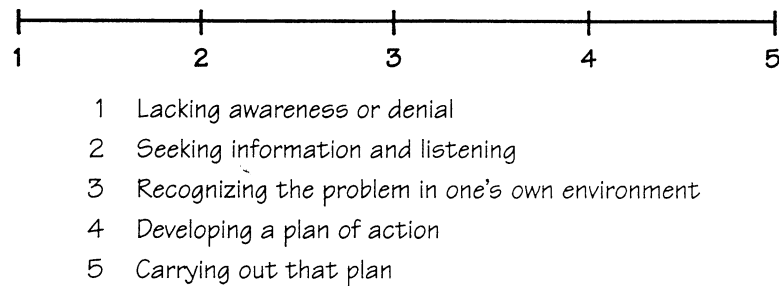 1 2 3 4 5
1 Lacking awareness or denial
2 Seeking information and listening
3 Recognizing the problem in one's own environment
4 Developing a plan of action
5 Carrying out that plan